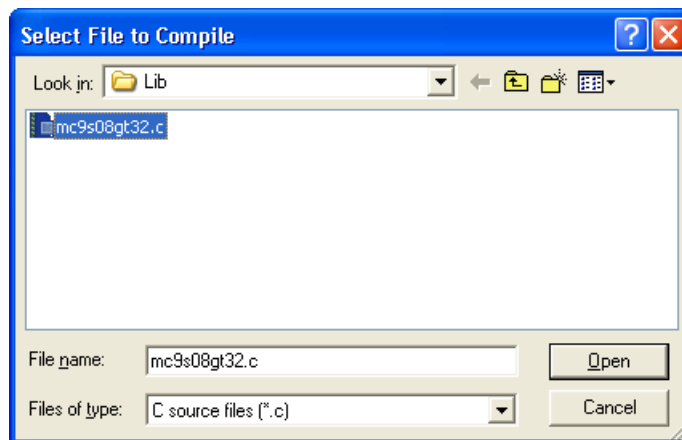 Select File to Compile
Look in: Lib
mc9s08gt32.c
File name: mc9s08gt32.c Open
Files of type: C source files (*.c) Cancel